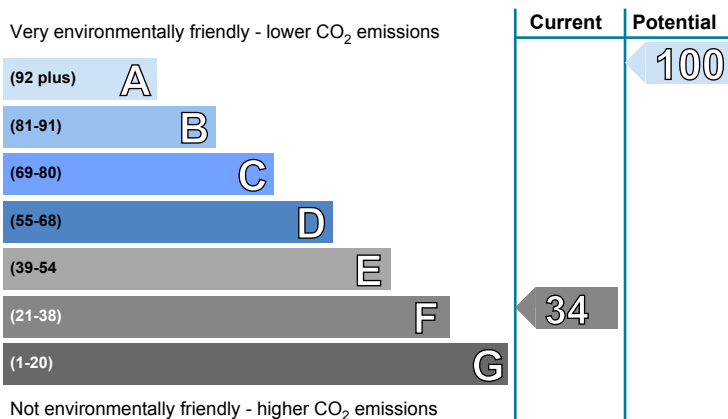 Current Potential
Very environmentally friendly - lower CO2 emissions
100
(92 plus) A
(81-91) B
(69-80) C
(55-68) D
(39-54 E
(21-38) F 34
(1-20) G
Not environmentally friendly - higher CO2 emissions